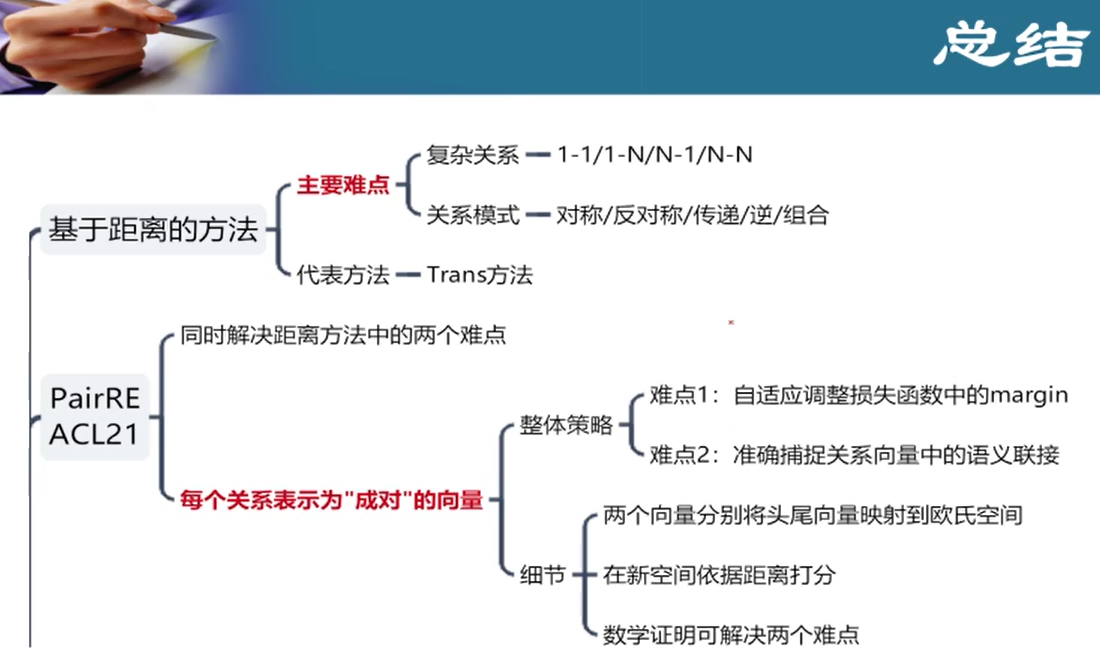 总结
复杂关系
1-1/1-N/N-1/N-N
主要难点
关系模式
对称/反对称/传递/逆/组合
基于距离的方法
代表方法
Trans方法
同时解决距离方法中的两个难点
PairRE
ACL21
难点1：自适应调整损失函数中的margin
整体策略
难点2：准确捕捉关系向量中的语义联接
每个关系表示为"成对"的向量
两个向量分别将头尾向量映射到欧氏空间
细节
在新空间依据距离打分
数学证明可解决两个难点